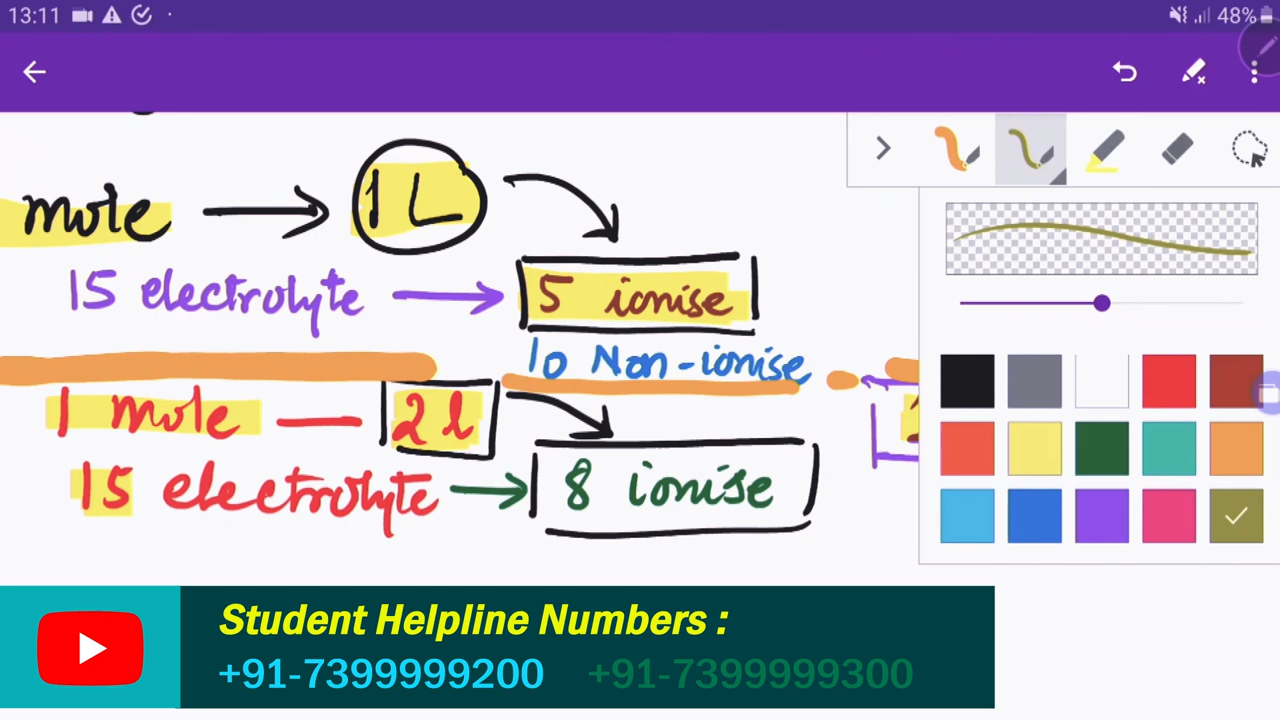 13:11
48%
mole → 1 L
15 electrolyte → 5 ionise
10 Non-ionise
1 mole — 2 l
15 electrolyte → 8 ionise
Student Helpline Numbers :
+91-7399999200 +91-7399999300